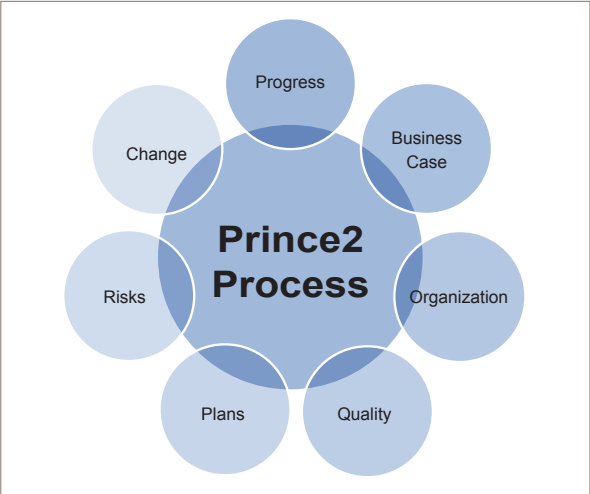 Progress
Business
Case
Change
Prince2
Process
Organization
Risks
Quality
Plans